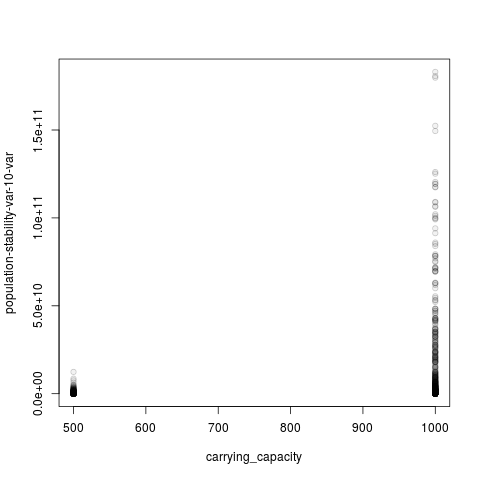 population-stability-var-10-var
1.5e+11
1.0e+11
5.0e+10
0.0e+00
500
600
700
800
900
1000
carrying_capacity